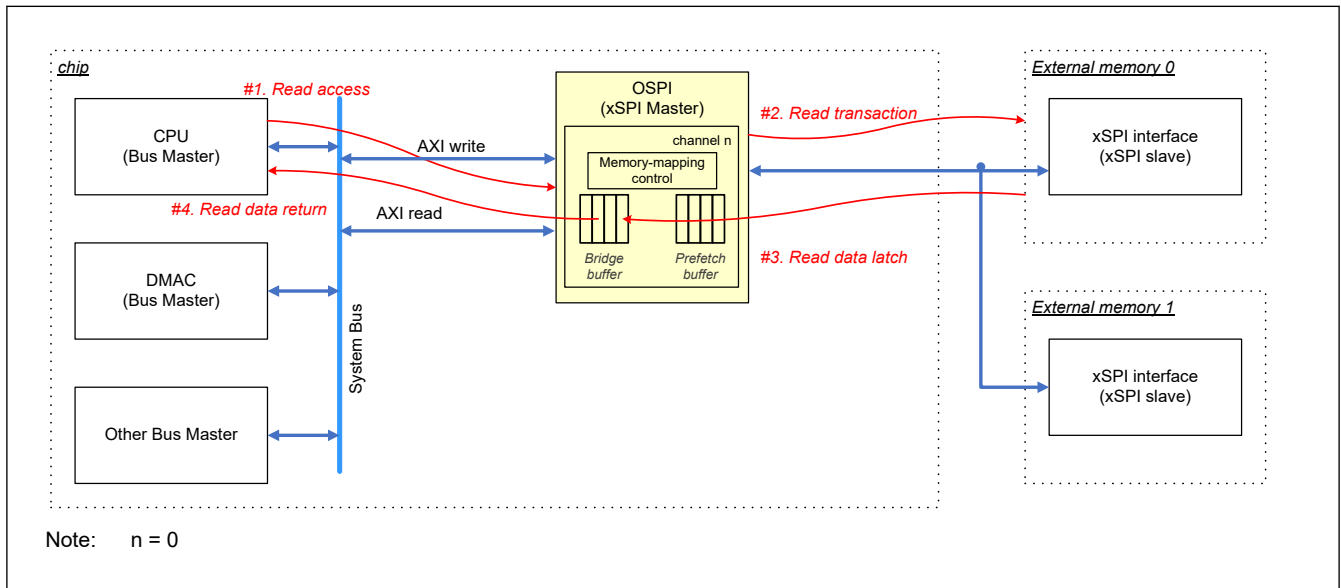 chip
#1. Read access
CPU
(Bus Master)
#4. Read data return
DMAC
(Bus Master)
Other Bus Master
System Bus
AXI write
AXI read
OSPI
(xSPI Master)
channel n
Memory-mapping
control
Bridge
buffer
Prefetch
buffer
#2. Read transaction
#3. Read data latch
External memory 0
xSPI interface
(xSPI slave)
External memory 1
xSPI interface
(xSPI slave)
Note: n = 0